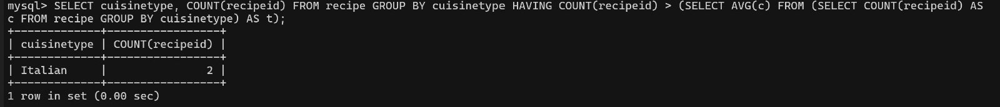 mysql> SELECT cuisinetype, COUNT(recipeid) FROM recipe GROUP BY cuisinetype HAVING COUNT(recipeid) > (SELECT AVG(c) FROM (SELECT COUNT(recipeid) AS
c FROM recipe GROUP BY cuisinetype) AS t);
+-------------+-----------------+
| cuisinetype | COUNT(recipeid) |
+-------------+-----------------+
| Italian     |               2 |
+-------------+-----------------+
1 row in set (0.00 sec)